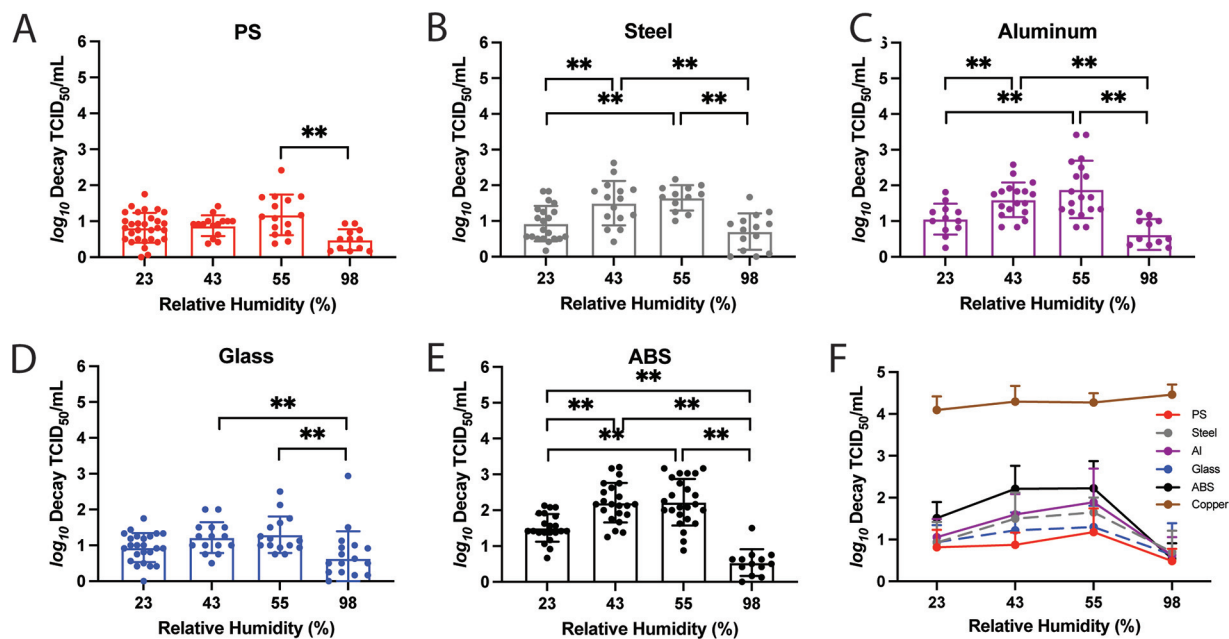 A
PS
log10 Decay TCID50/mL
6
5
4
3
2
1
0
**
23 43 55 98
Relative Humidity (%)
B
Steel
log10 Decay TCID50/mL
6
5
4
3
2
1
0
** **
** **
23 43 55 98
Relative Humidity (%)
C
Aluminum
log10 Decay TCID50/mL
6
5
4
3
2
1
0
** **
** **
23 43 55 98
Relative Humidity (%)
D
Glass
log10 Decay TCID50/mL
6
5
4
3
2
1
0
**
**
23 43 55 98
Relative Humidity (%)
E
ABS
log10 Decay TCID50/mL
6
5
4
3
2
1
0
**
** **
** **
23 43 55 98
Relative Humidity (%)
F
log10 Decay TCID50/mL
5
4
3
2
1
0
PS
Steel
Al
Glass
ABS
Copper
23 43 55 98
Relative Humidity (%)